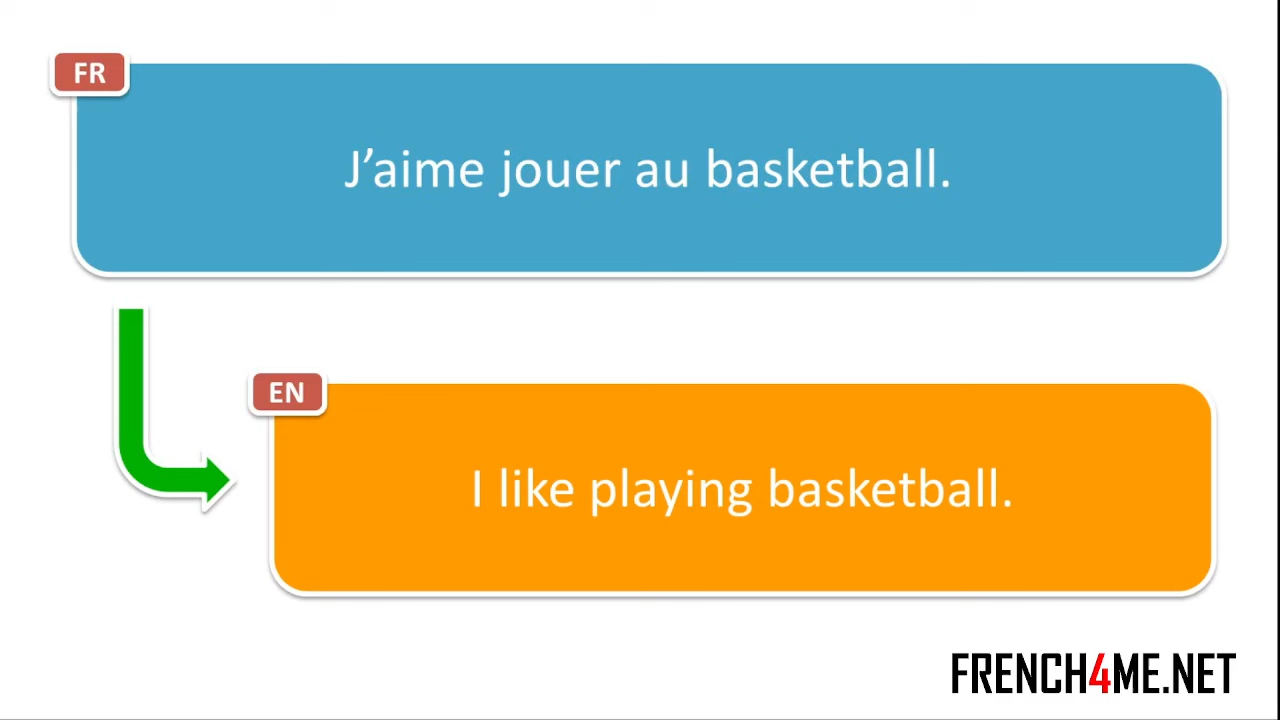 FR
J’aime jouer au basketball.
EN
I like playing basketball.
FRENCH4ME.NET